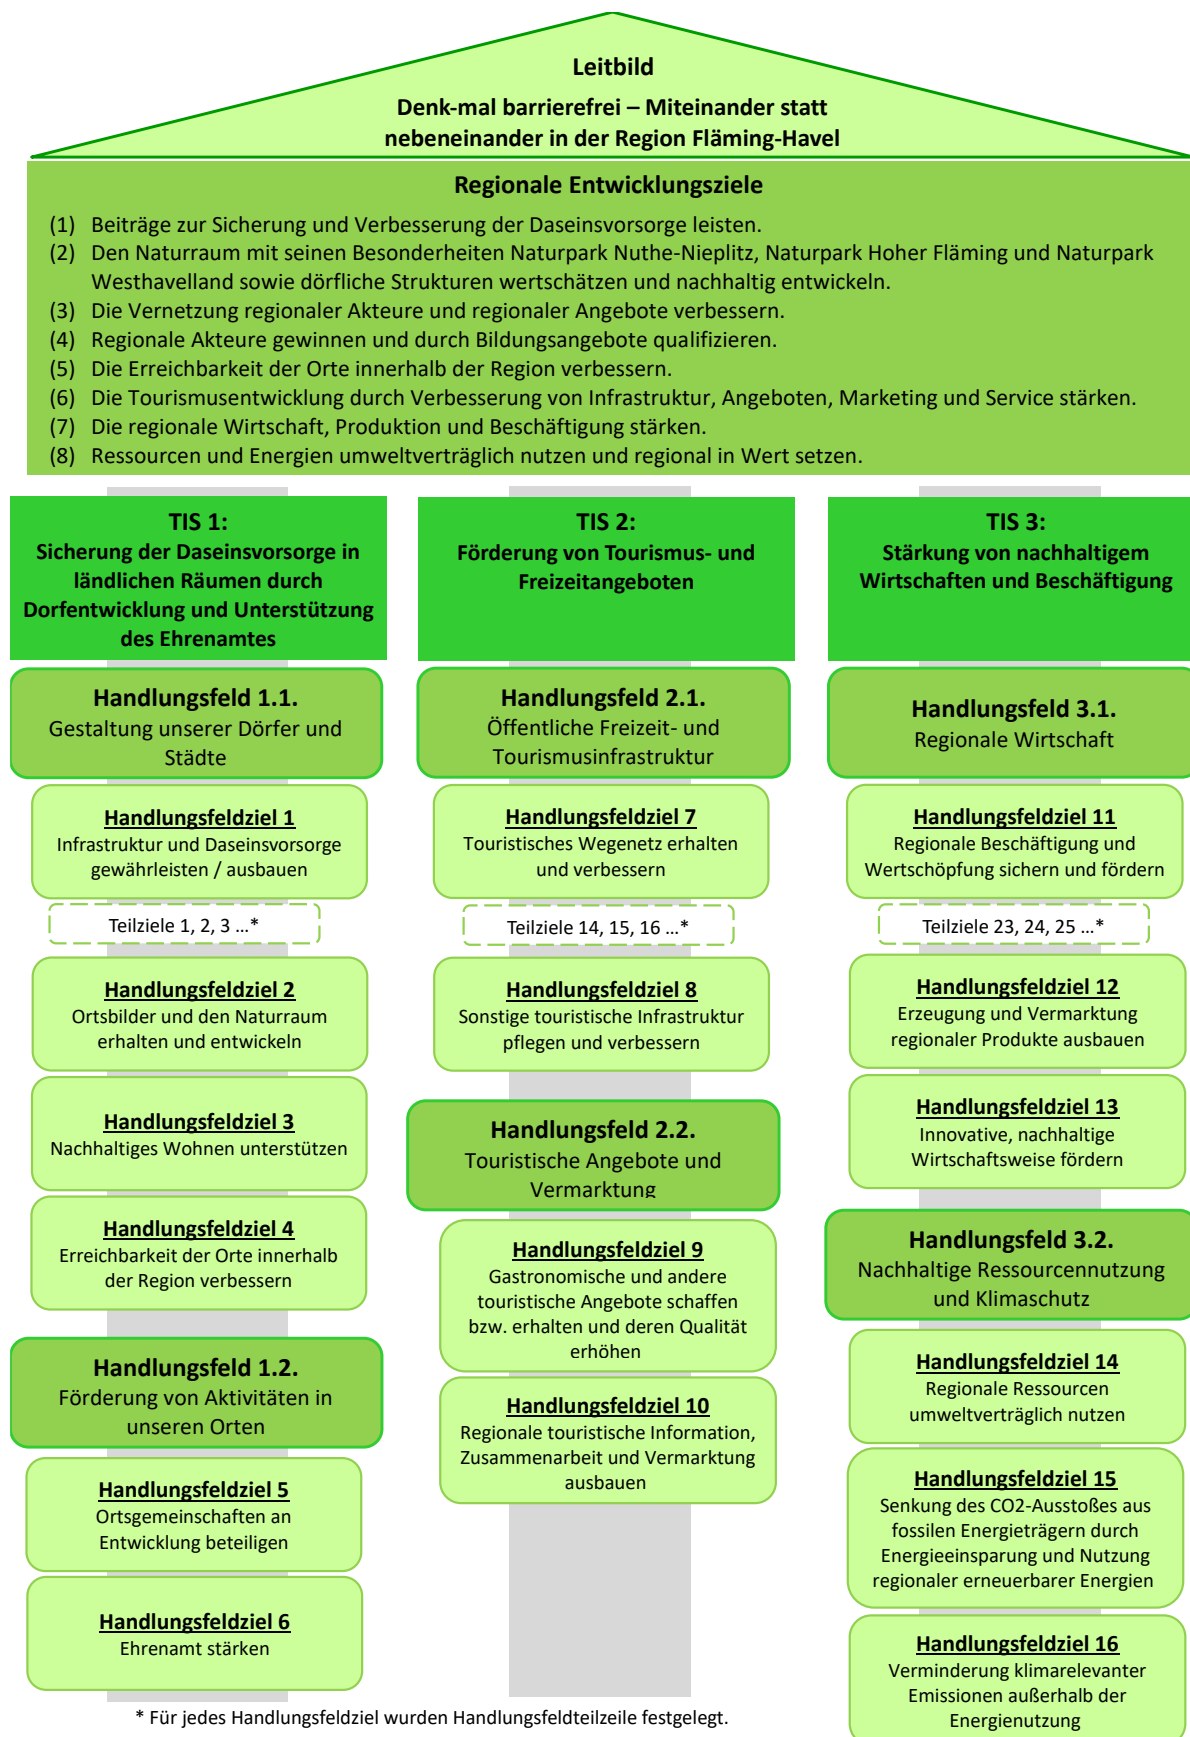 Leitbild
Denk-mal barrierefrei – Miteinander statt
nebeneinander in der Region Fläming-Havel
Regionale Entwicklungsziele
(1) Beiträge zur Sicherung und Verbesserung der Daseinsvorsorge leisten.
(2) Den Naturraum mit seinen Besonderheiten Naturpark Nuthe-Nieplitz, Naturpark Hoher Fläming und Naturpark
Westhavelland sowie dörfliche Strukturen wertschätzen und nachhaltig entwickeln.
(3) Die Vernetzung regionaler Akteure und regionaler Angebote verbessern.
(4) Regionale Akteure gewinnen und durch Bildungsangebote qualifizieren.
(5) Die Erreichbarkeit der Orte innerhalb der Region verbessern.
(6) Die Tourismusentwicklung durch Verbesserung von Infrastruktur, Angeboten, Marketing und Service stärken.
(7) Die regionale Wirtschaft, Produktion und Beschäftigung stärken.
(8) Ressourcen und Energien umweltverträglich nutzen und regional in Wert setzen.
TIS 1:
Sicherung der Daseinsvorsorge in
ländlichen Räumen durch
Dorfentwicklung und Unterstützung
des Ehrenamtes
Handlungsfeld 1.1.
Gestaltung unserer Dörfer und
Städte
Handlungsfeldziel 1
Infrastruktur und Daseinsvorsorge
gewährleisten / ausbauen
Teilziele 1, 2, 3 ...*
Handlungsfeldziel 2
Ortsbilder und den Naturraum
erhalten und entwickeln
Handlungsfeldziel 3
Nachhaltiges Wohnen unterstützen
Handlungsfeldziel 4
Erreichbarkeit der Orte innerhalb
der Region verbessern
Handlungsfeld 1.2.
Förderung von Aktivitäten in
unseren Orten
Handlungsfeldziel 5
Ortsgemeinschaften an
Entwicklung beteiligen
Handlungsfeldziel 6
Ehrenamt stärken
TIS 2:
Förderung von Tourismus- und
Freizeitangeboten
Handlungsfeld 2.1.
Öffentliche Freizeit- und
Tourismusinfrastruktur
Handlungsfeldziel 7
Touristisches Wegenetz erhalten
und verbessern
Teilziele 14, 15, 16 ...*
Handlungsfeldziel 8
Sonstige touristische Infrastruktur
pflegen und verbessern
Handlungsfeld 2.2.
Touristische Angebote und
Vermarktung
Handlungsfeldziel 9
Gastronomische und andere
touristische Angebote schaffen
bzw. erhalten und deren Qualität
erhöhen
Handlungsfeldziel 10
Regionale touristische Information,
Zusammenarbeit und Vermarktung
ausbauen
TIS 3:
Stärkung von nachhaltigem
Wirtschaften und Beschäftigung
Handlungsfeld 3.1.
Regionale Wirtschaft
Handlungsfeldziel 11
Regionale Beschäftigung und
Wertschöpfung sichern und fördern
Teilziele 23, 24, 25 ...*
Handlungsfeldziel 12
Erzeugung und Vermarktung
regionaler Produkte ausbauen
Handlungsfeldziel 13
Innovative, nachhaltige
Wirtschaftsweise fördern
Handlungsfeld 3.2.
Nachhaltige Ressourcennutzung
und Klimaschutz
Handlungsfeldziel 14
Regionale Ressourcen
umweltverträglich nutzen
Handlungsfeldziel 15
Senkung des CO2-Ausstoßes aus
fossilen Energieträgern durch
Energieeinsparung und Nutzung
regionaler erneuerbarer Energien
Handlungsfeldziel 16
Verminderung klimarelevanter
Emissionen außerhalb der
Energienutzung
* Für jedes Handlungsfeldziel wurden Handlungsfeldteilzeile festgelegt.